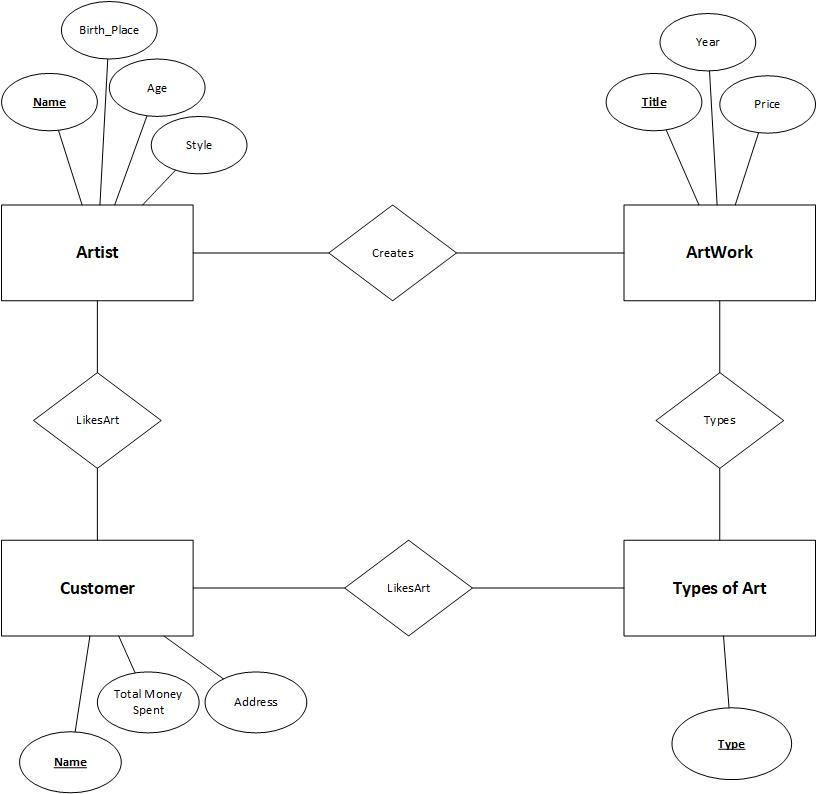 Birth_Place
Year
Age
Name
Title
Price
Style
Artist
Creates
ArtWork
LikesArt
Types
Customer
LikesArt
Types of Art
Total Money
Spent
Address
Type
Name